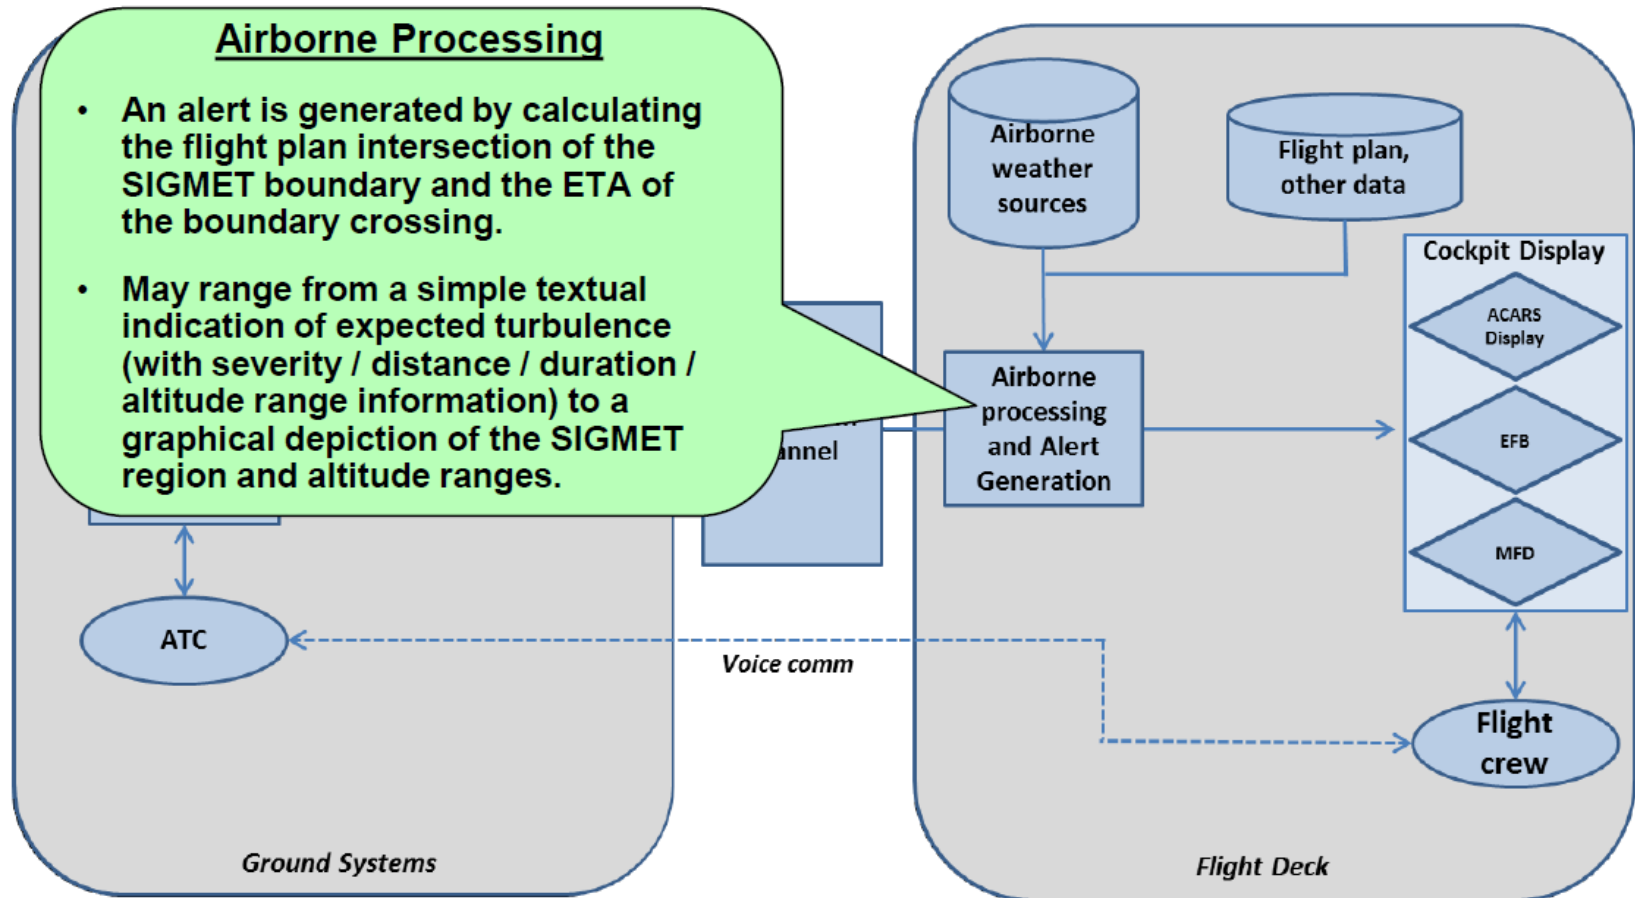 Airborne Processing
• An alert is generated by calculating
the flight plan intersection of the
SIGMET boundary and the ETA of
the boundary crossing.
• May range from a simple textual
indication of expected turbulence
(with severity / distance / duration /
altitude range information) to a
graphical depiction of the SIGMET
region and altitude ranges.
annel
ATC
Voice comm
Ground Systems
Airborne
weather
sources
Flight plan,
other data
Airborne
processing
and Alert
Generation
Cockpit Display
ACARS
Display
EFB
MFD
Flight
crew
Flight Deck